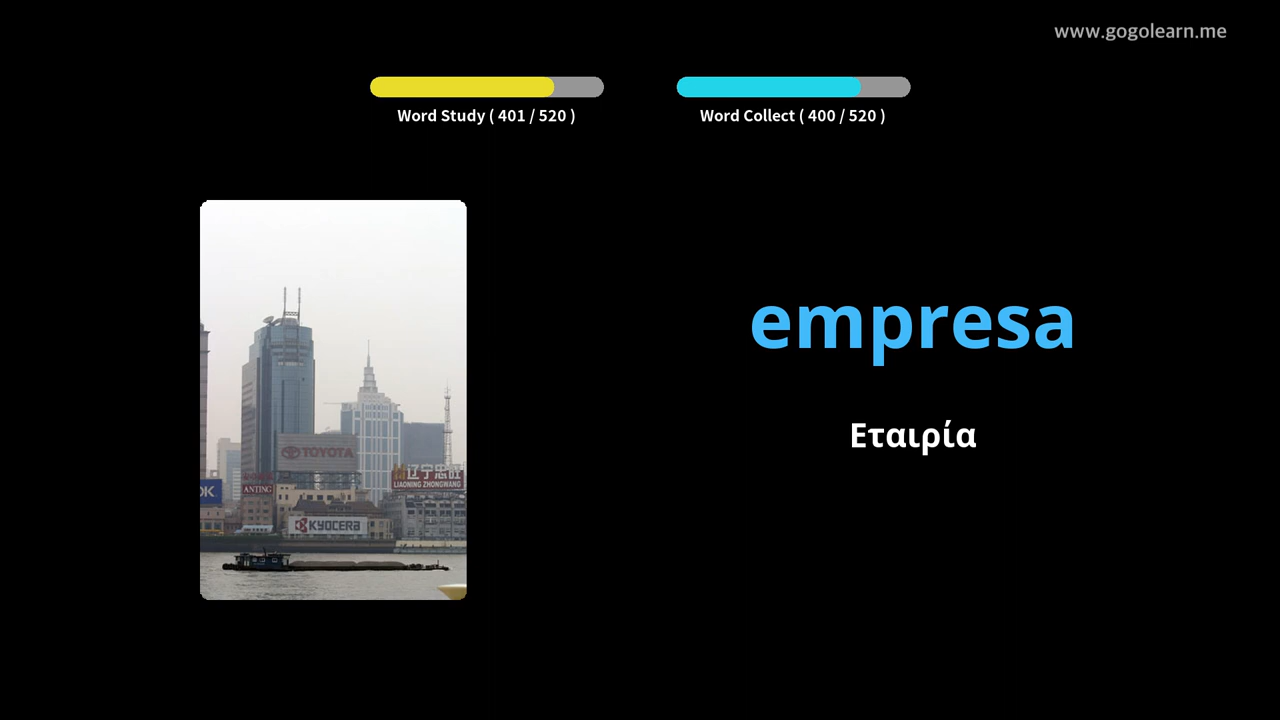 www.gogolearn.me
Word Study ( 401 / 520 )
Word Collect ( 400 / 520 )
empresa
Εταιρία
TOYOTA
辽宁忠旺
LIAONING ZHONGWANG
OK
ANTING
KYOCERA